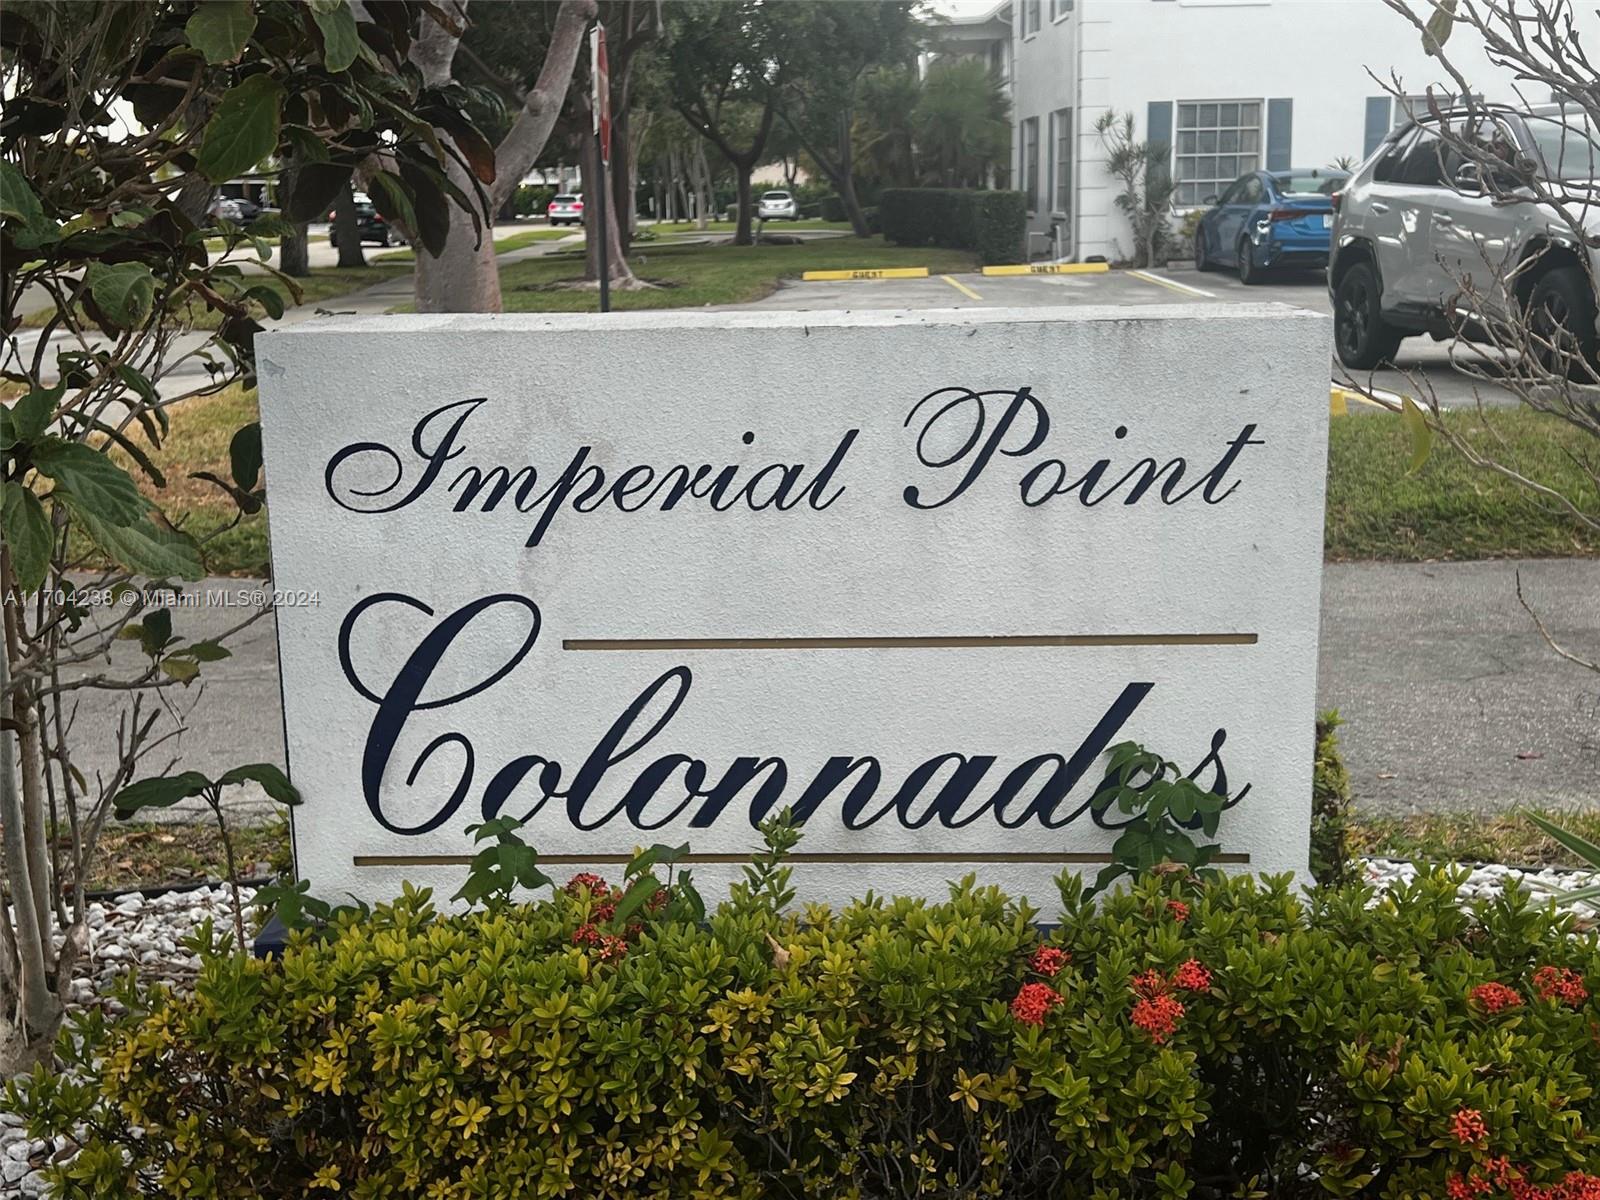 GUEST GUEST
Imperial Point
A11704238 © Miami MLS® 2024
Colonnades